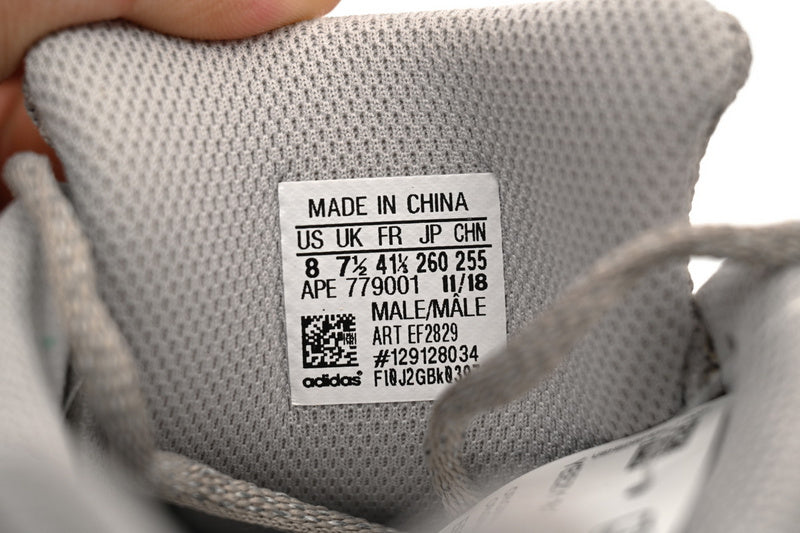 MADE IN CHINA
US UK FR JP CHN
8 7½ 41⅓ 260 255
APE 779001 11/18
MALE/MÂLE
ART EF2829
#129128034
adidas®